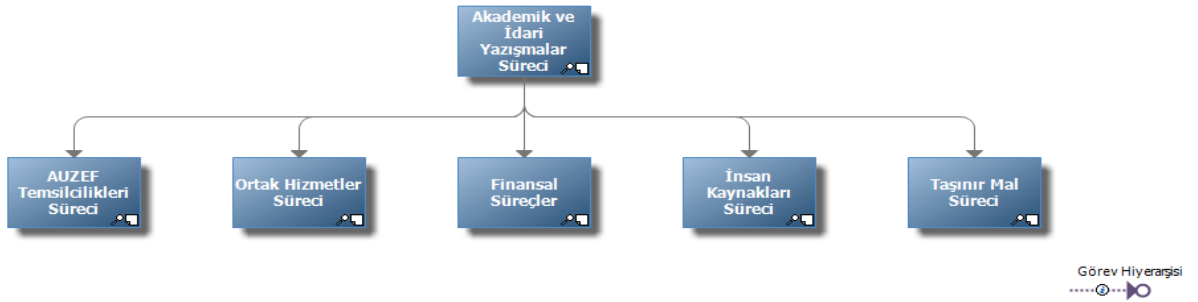 Akademik ve
İdari
Yazışmalar
Süreci
AUZEF
Temsilcilikleri
Süreci
Ortak Hizmetler
Süreci
Finansal
Süreçler
İnsan
Kaynakları
Süreci
Taşınır Mal
Süreci
Görev Hiyerarşisi